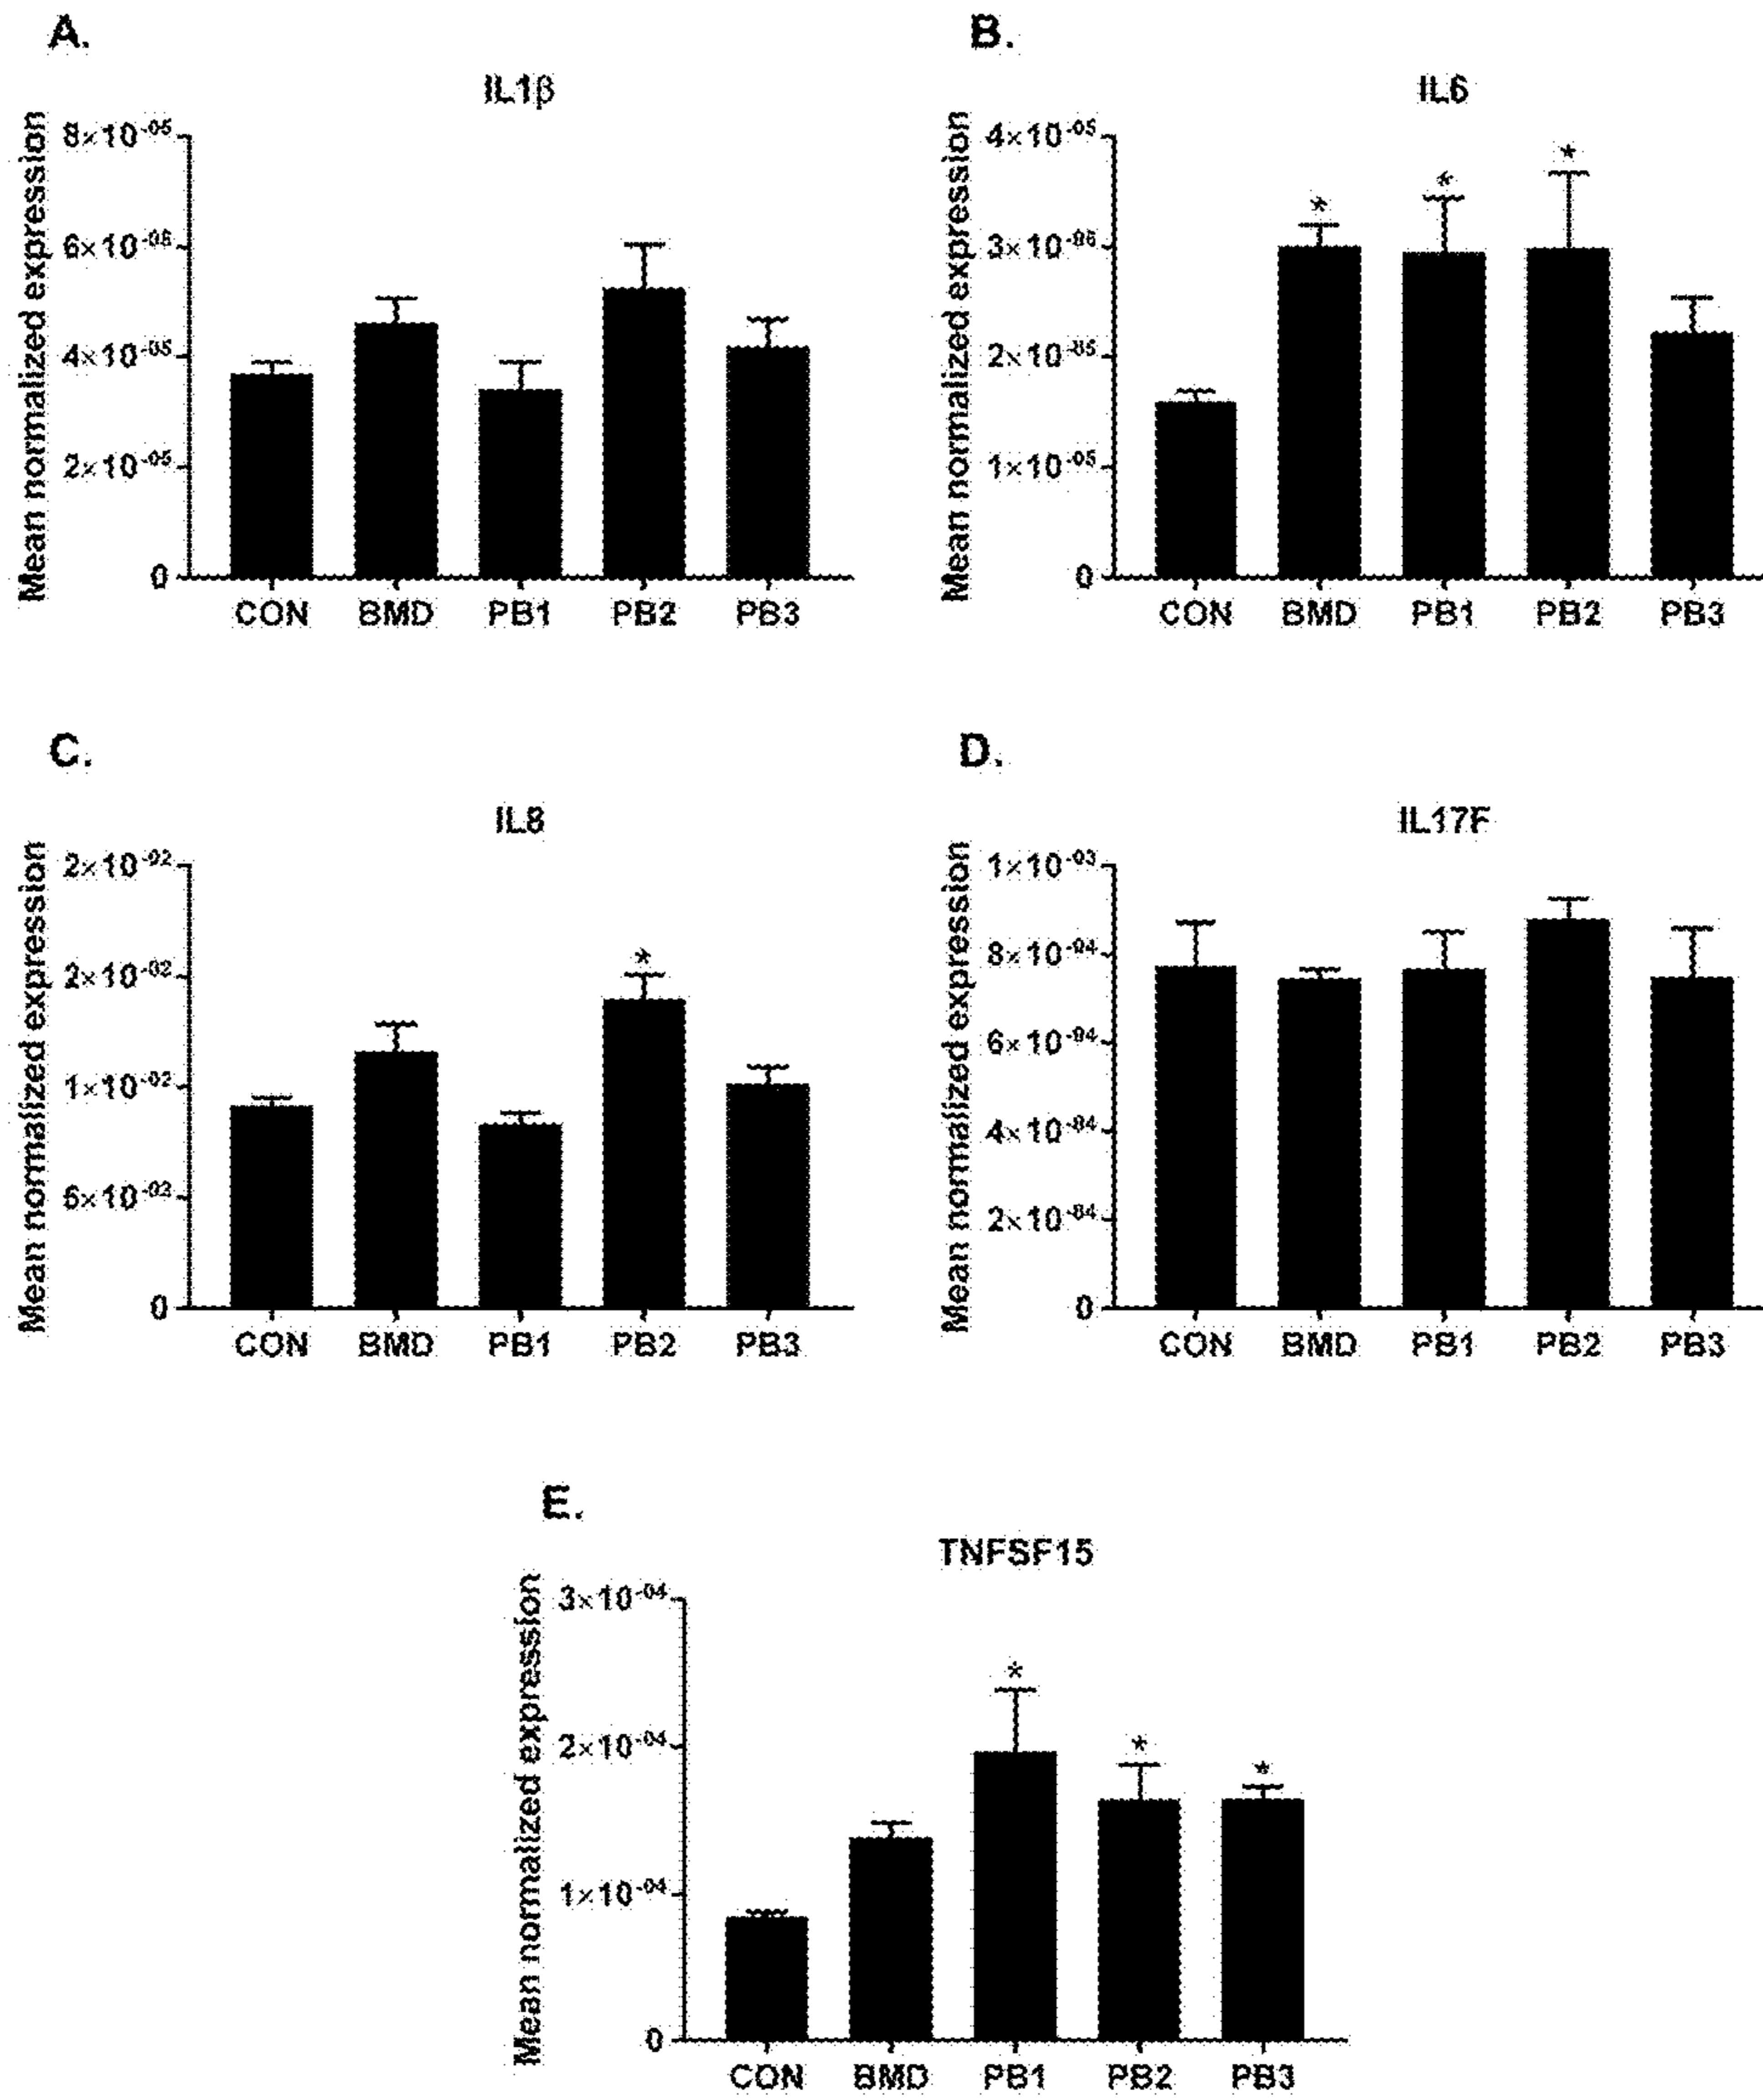 A.
IL1β
Mean normalized expression
8×10-05
6×10-05
4×10-05
2×10-05
0
CON BMD PB1 PB2 PB3
B.
IL6
Mean normalized expression
4×10-05
3×10-05
2×10-05
1×10-05
0
* * *
CON BMD PB1 PB2 PB3
C.
IL8
Mean normalized expression
2×10-02
2×10-02
1×10-02
5×10-03
0
*
CON BMD PB1 PB2 PB3
D.
IL17F
Mean normalized expression
1×10-03
8×10-04
6×10-04
4×10-04
2×10-04
0
CON BMD PB1 PB2 PB3
E.
TNFSF15
Mean normalized expression
3×10-04
2×10-04
1×10-04
0
* * *
CON BMD PB1 PB2 PB3